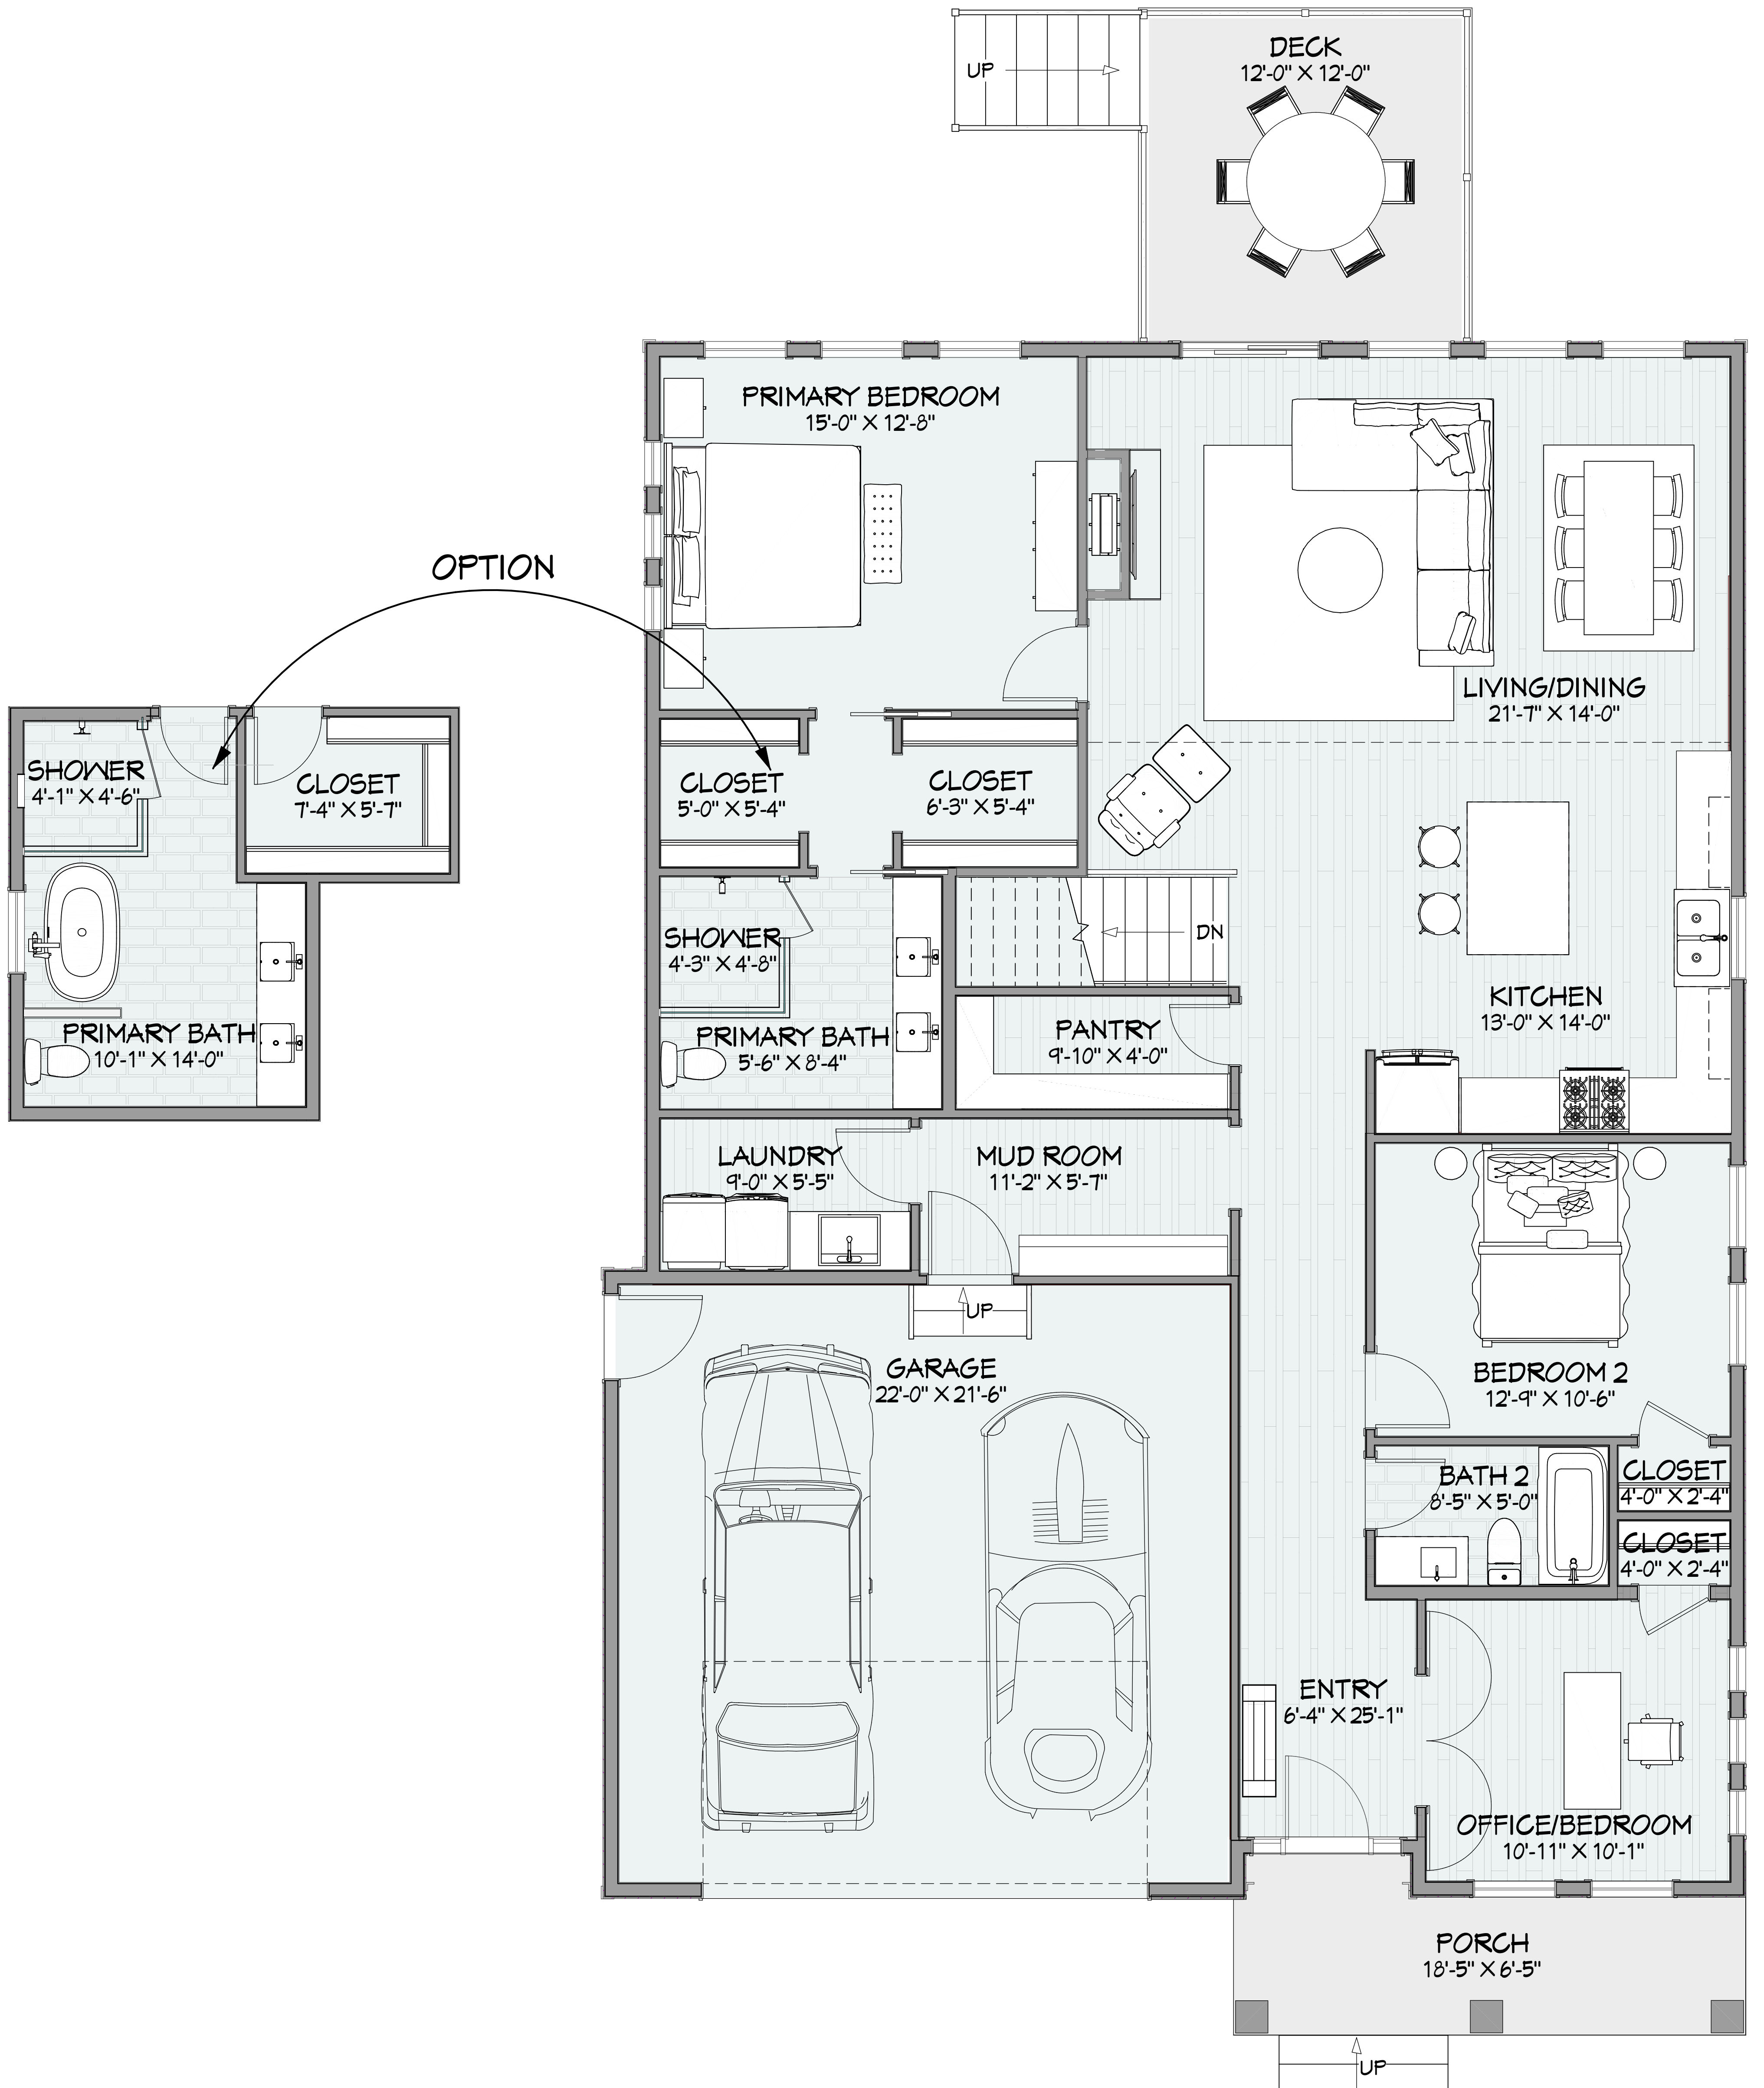 DECK
12'-0" X 12'-0"
UP
PRIMARY BEDROOM
15'-0" X 12'-8"
OPTION
LIVING/DINING
21'-7" X 14'-0"
SHOWER
4'-1" X 4'-6"
CLOSET
7'-4" X 5'-7"
CLOSET
5'-0" X 5'-4"
CLOSET
6'-3" X 5'-4"
SHOWER
4'-3" X 4'-8"
DN
KITCHEN
13'-0" X 14'-0"
PRIMARY BATH
10'-1" X 14'-0"
PRIMARY BATH
5'-6" X 8'-4"
PANTRY
9'-10" X 4'-0"
LAUNDRY
9'-0" X 5'-5"
MUD ROOM
11'-2" X 5'-7"
UP
GARAGE
22'-0" X 21'-6"
BEDROOM 2
12'-9" X 10'-6"
BATH 2
8'-5" X 5'-0"
CLOSET
4'-0" X 2'-4"
CLOSET
4'-0" X 2'-4"
ENTRY
6'-4" X 25'-1"
OFFICE/BEDROOM
10'-11" X 10'-1"
PORCH
18'-5" X 6'-5"
UP